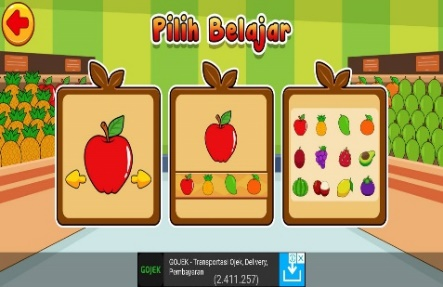 Pilih Belajar
GOJEK
GOJEK - Transportasi Ojek, Delivery,
Pembayaran
(2.411.257)